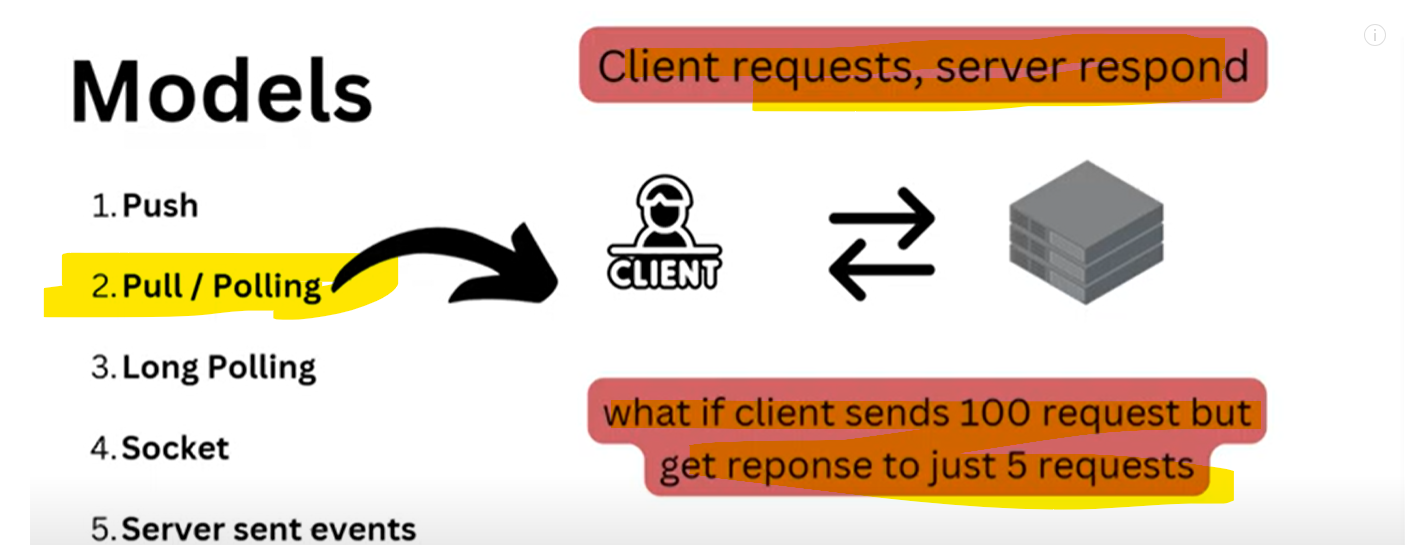 Models
Client requests, server respond
1. Push
2. Pull / Polling
3. Long Polling
4. Socket
5. Server sent events
CLIENT
what if client sends 100 request but
get reponse to just 5 requests
i